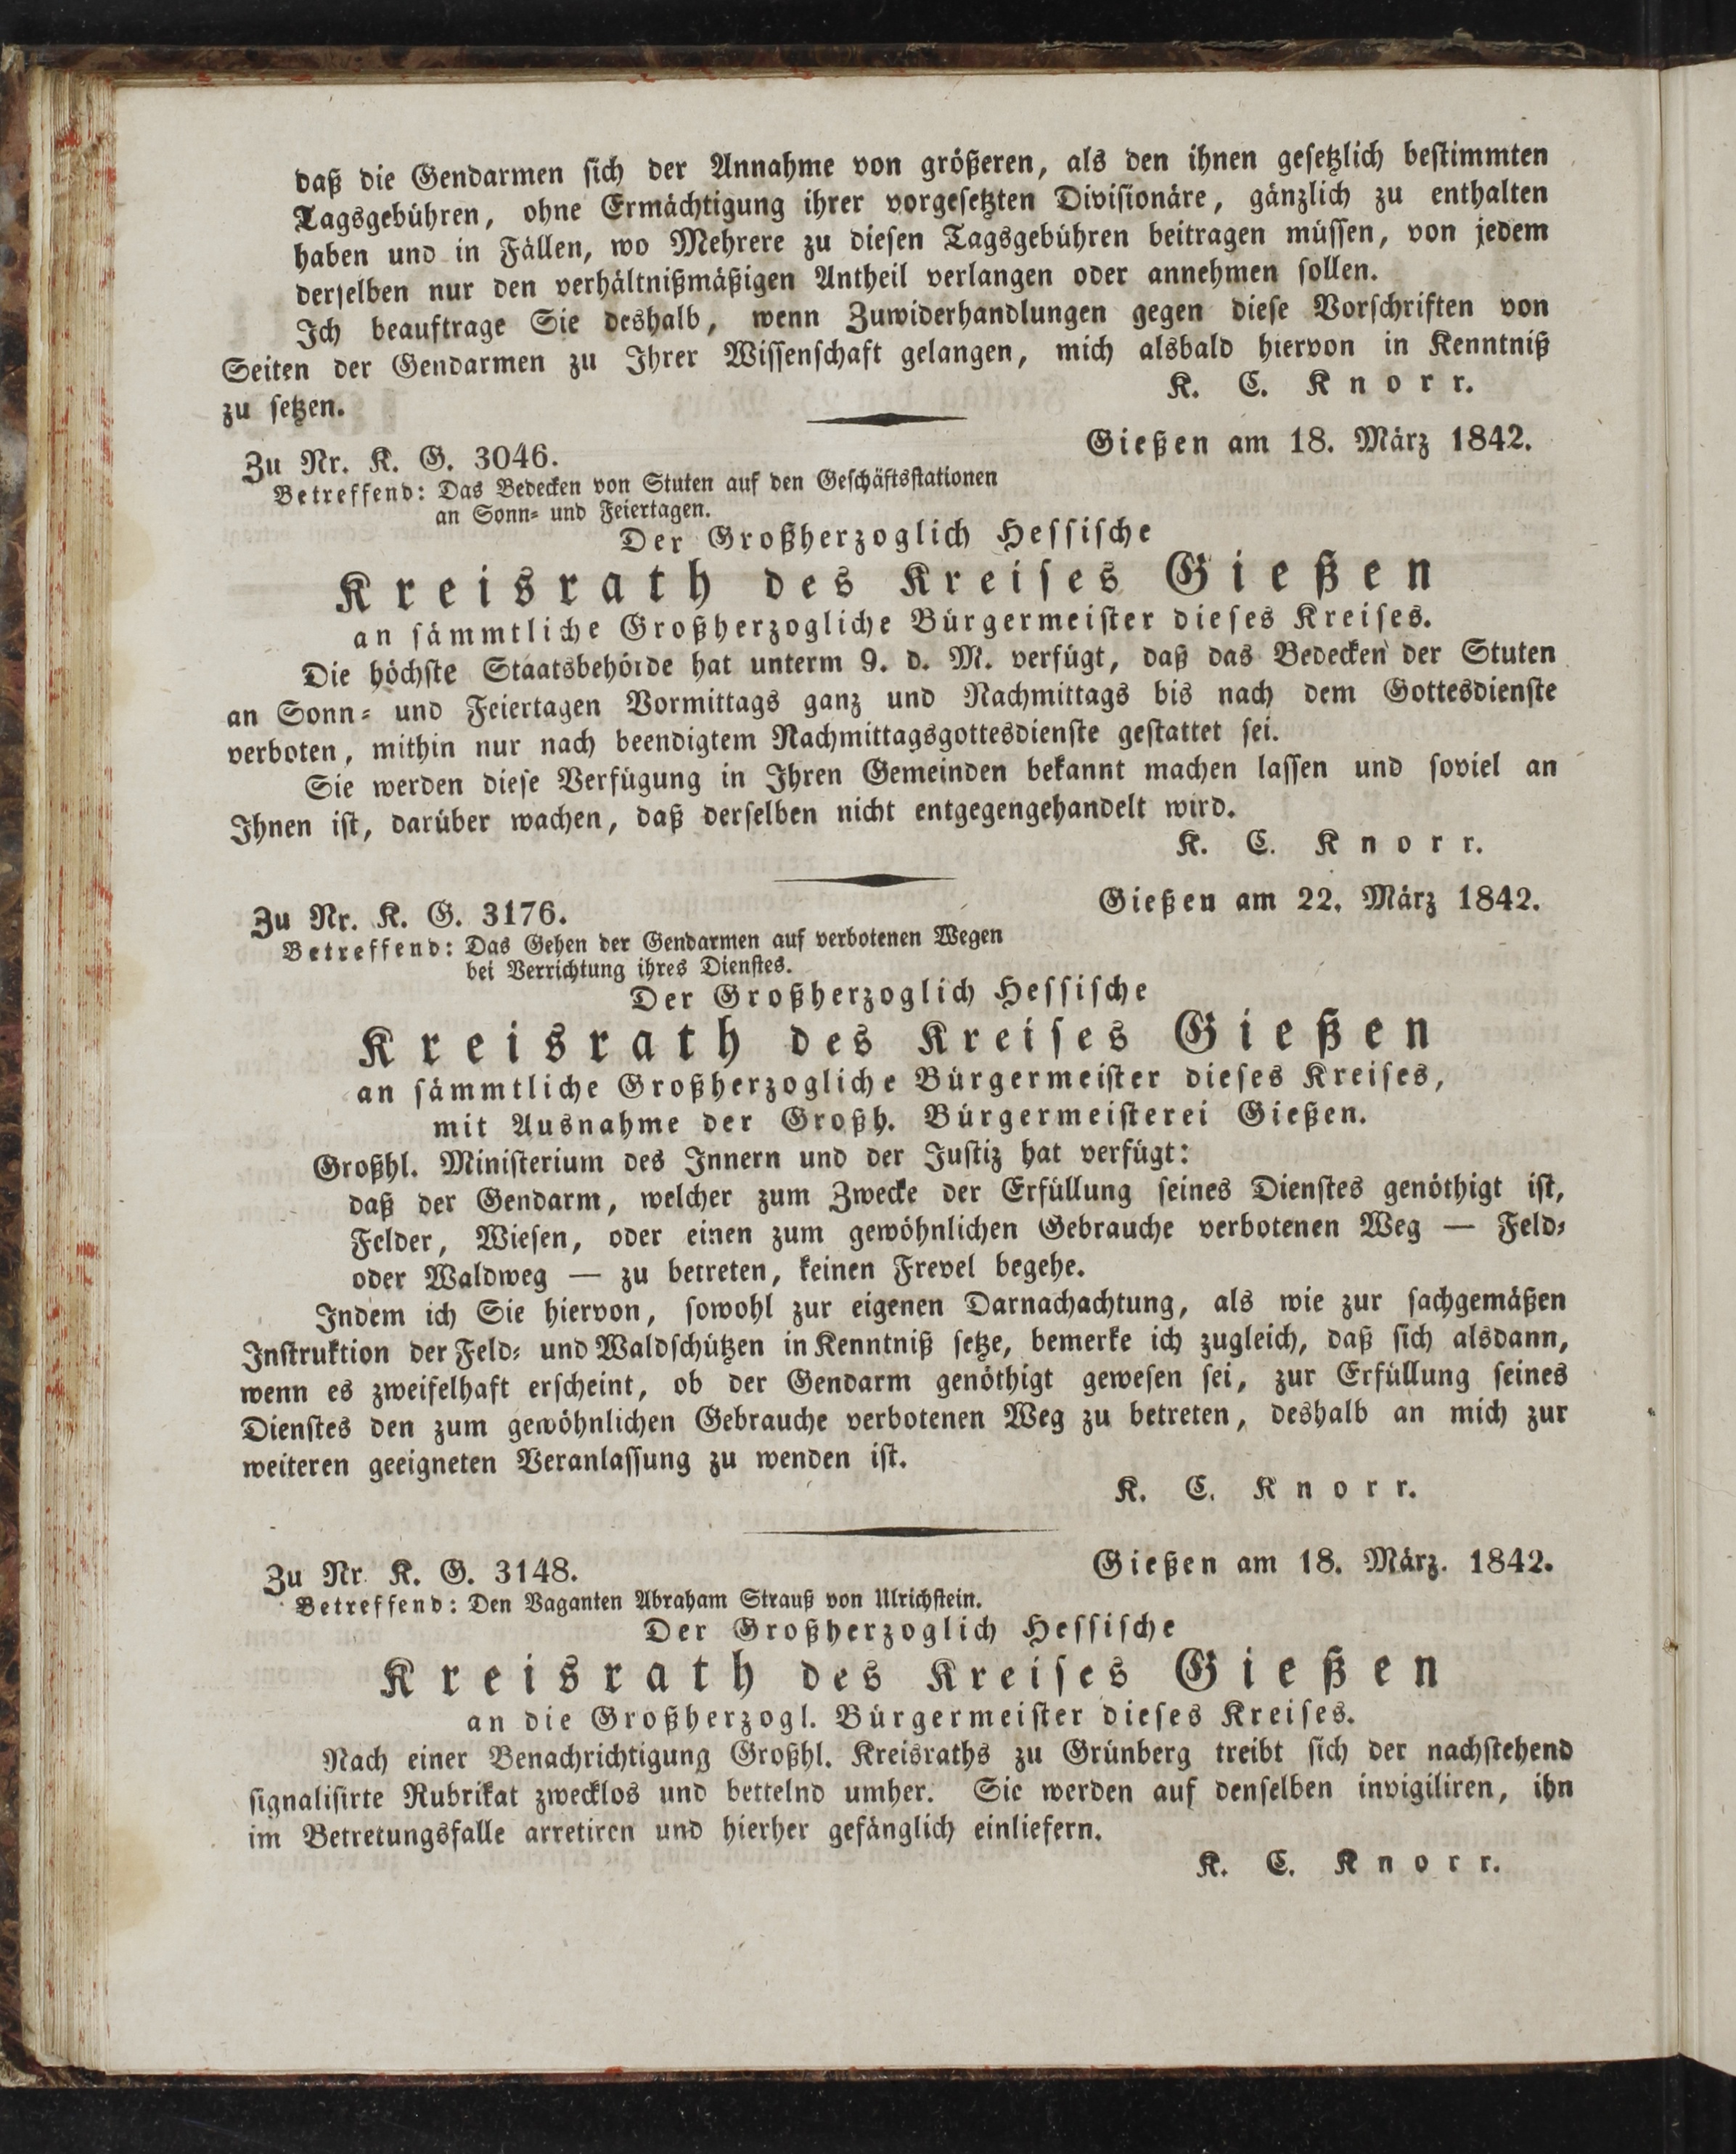 daß die Gendarmen sich der Annahme von größeren, als den ihnen gesetzlich bestimmten
Tagsgebühren, ohne Ermächtigung ihrer vorgesetzten Divisionäre, gänzlich zu enthalten
haben und in Fällen, wo Mehrere zu diesen Tagsgebühren beitragen müssen, von jedem
derselben nur den verhältnißmäßigen Antheil verlangen oder annehmen sollen.
Ich beauftrage Sie deshalb, wenn Zuwiderhandlungen gegen diese Vorschriften von
Seiten der Gendarmen zu Ihrer Wissenschaft gelangen, mich alsbald hiervon in Kenntniß
zu setzen.
K. C. Knorr.
Zu Nr. K. G. 3046.
Gießen am 18. März 1842.
Betreffend: Das Bedecken von Stuten auf den Geschäftsstationen
an Sonn- und Feiertagen.
Der Großherzoglich Hessische
Kreisrath des Kreises Gießen
an sämmtliche Großherzogliche Bürgermeister dieses Kreises.
Die höchste Staatsbehörde hat unterm 9. d. M. verfügt, daß das Bedecken der Stuten
an Sonn- und Feiertagen Vormittags ganz und Nachmittags bis nach dem Gottesdienste
verboten, mithin nur nach beendigtem Nachmittagsgottesdienste gestattet sei.
Sie werden diese Verfügung in Ihren Gemeinden bekannt machen lassen und soviel an
Ihnen ist, darüber wachen, daß derselben nicht entgegengehandelt wird.
K. C. Knorr.
Zu Nr. K. G. 3176.
Gießen am 22. März 1842.
Betreffend: Das Gehen der Gendarmen auf verbotenen Wegen
bei Verrichtung ihres Dienstes.
Der Großherzoglich Hessische
Kreisrath des Kreises Gießen
an sämmtliche Großherzogliche Bürgermeister dieses Kreises,
mit Ausnahme der Großh. Bürgermeisterei Gießen.
Großhl. Ministerium des Innern und der Justiz hat verfügt:
daß der Gendarm, welcher zum Zwecke der Erfüllung seines Dienstes genöthigt ist,
Felder, Wiesen, oder einen zum gewöhnlichen Gebrauche verbotenen Weg — Feld-
oder Waldweg — zu betreten, keinen Frevel begehe.
Indem ich Sie hiervon, sowohl zur eigenen Darnachachtung, als wie zur sachgemäßen
Instruktion der Feld- und Waldschützen in Kenntniß setze, bemerke ich zugleich, daß sich alsdann,
wenn es zweifelhaft erscheint, ob der Gendarm genöthigt gewesen sei, zur Erfüllung seines
Dienstes den zum gewöhnlichen Gebrauche verbotenen Weg zu betreten, deshalb an mich zur
weiteren geeigneten Veranlassung zu wenden ist.
K. C. Knorr.
Zu Nr. K. G. 3148.
Gießen am 18. März. 1842.
Betreffend: Den Vaganten Abraham Strauß von Ulrichstein.
Der Großherzoglich Hessische
Kreisrath des Kreises Gießen
an die Großherzogl. Bürgermeister dieses Kreises.
Nach einer Benachrichtigung Großhl. Kreisraths zu Grünberg treibt sich der nachstehend
signalisirte Rubrikat zwecklos und bettelnd umher. Sie werden auf denselben invigiliren, ihn
im Betretungsfalle arretiren und hierher gefänglich einliefern.
K. C. Knorr.